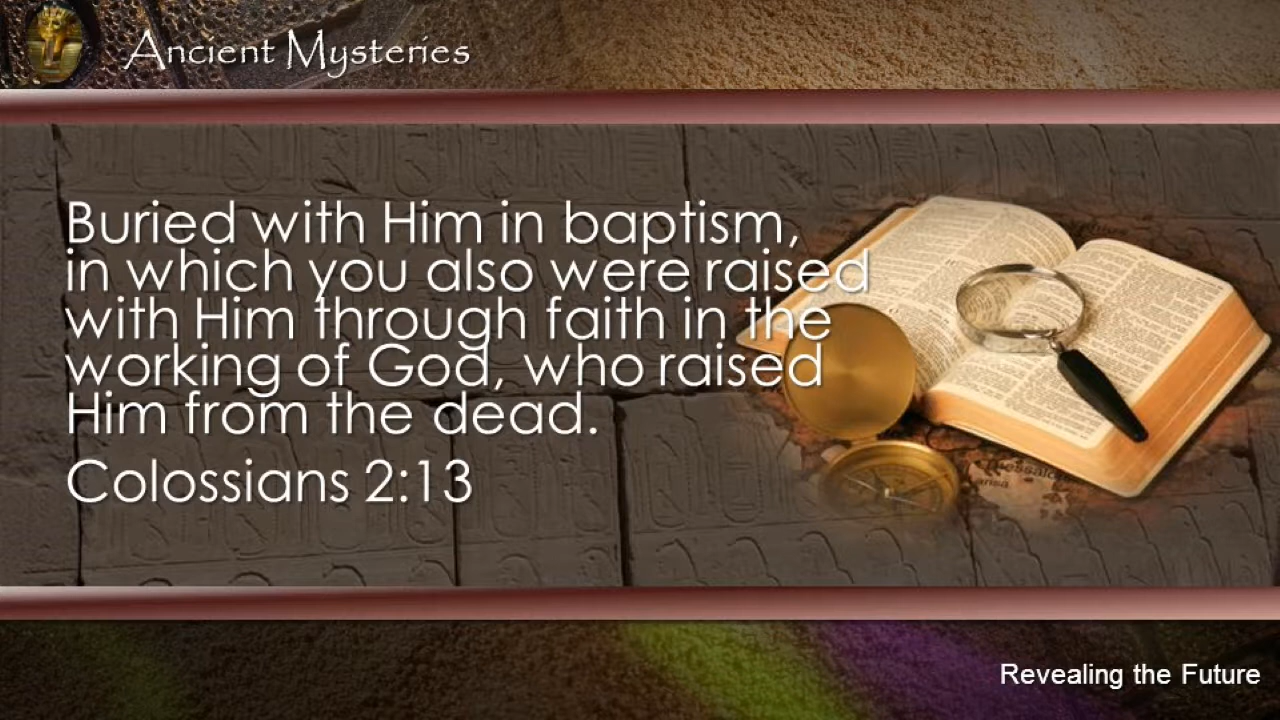 Ancient Mysteries
Buried with Him in baptism,
in which you also were raised
with Him through faith in the
working of God, who raised
Him from the dead.
Colossians 2:13
Revealing the Future